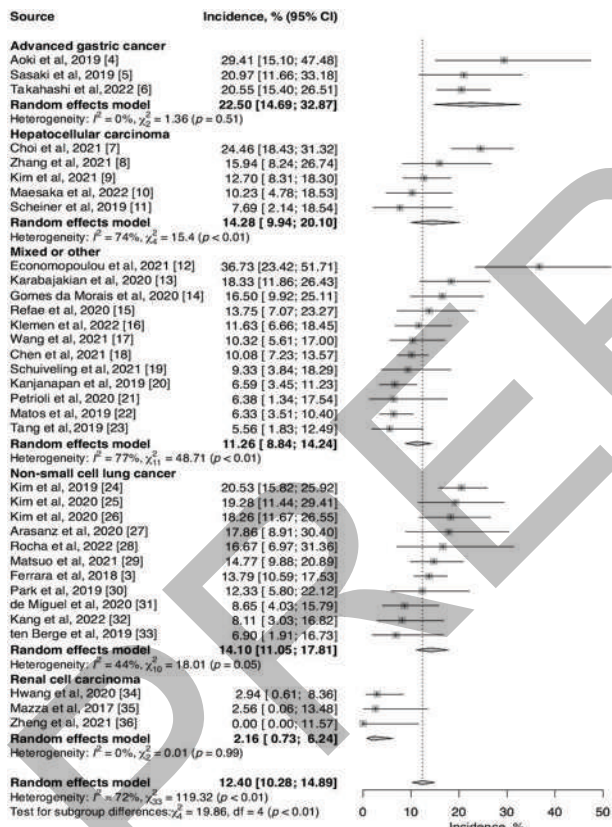 Source Incidence, % (95% CI)
Advanced gastric cancer
Aoki et al, 2019 [4] 29.41 [15.10; 47.48]
Sasaki et al, 2019 [5] 20.97 [11.66; 33.18]
Takahashi et al, 2022 [6] 20.55 [15.40; 26.51]
Random effects model 22.50 [14.69; 32.87]
Heterogeneity: I² = 0%, χ²₂ = 1.36 (p = 0.51)
Hepatocellular carcinoma
Choi et al, 2021 [7] 24.46 [18.43; 31.32]
Zhang et al, 2021 [8] 15.94 [ 8.24; 26.74]
Kim et al, 2021 [9] 12.70 [ 8.31; 18.30]
Maesaka et al, 2022 [10] 10.23 [ 4.78; 18.53]
Scheiner et al, 2019 [11] 7.69 [ 2.14; 18.54]
Random effects model 14.28 [ 9.94; 20.10]
Heterogeneity: I² = 74%, χ²₄ = 15.4 (p < 0.01)
Mixed or other
Economopoulou et al, 2021 [12] 36.73 [23.42; 51.71]
Karabajakian et al, 2020 [13] 18.33 [11.86; 26.43]
Gomes da Morais et al, 2020 [14] 16.50 [ 9.92; 25.11]
Refae et al, 2020 [15] 13.75 [ 7.07; 23.27]
Klemen et al, 2022 [16] 11.63 [ 6.66; 18.45]
Wang et al, 2021 [17] 10.32 [ 5.61; 17.00]
Chen et al, 2021 [18] 10.08 [ 7.23; 13.57]
Schuiveling et al, 2021 [19] 9.33 [ 3.84; 18.29]
Kanjanapan et al, 2019 [20] 6.59 [ 3.45; 11.23]
Petrioli et al, 2020 [21] 6.38 [ 1.34; 17.54]
Matos et al, 2019 [22] 6.33 [ 3.51; 10.40]
Tang et al, 2019 [23] 5.56 [ 1.83; 12.49]
Random effects model 11.26 [ 8.84; 14.24]
Heterogeneity: I² = 77%, χ²₁₁ = 48.71 (p < 0.01)
Non-small cell lung cancer
Kim et al, 2019 [24] 20.53 [15.82; 25.92]
Kim et al, 2020 [25] 19.28 [11.44; 29.41]
Kim et al, 2020 [26] 18.26 [11.67; 26.55]
Arasanz et al, 2020 [27] 17.86 [ 8.91; 30.40]
Rocha et al, 2022 [28] 16.67 [ 6.97; 31.36]
Matsuo et al, 2021 [29] 14.77 [ 9.88; 20.89]
Ferrara et al, 2018 [3] 13.79 [10.59; 17.53]
Park et al, 2019 [30] 12.33 [ 5.80; 22.12]
de Miguel et al, 2020 [31] 8.65 [ 4.03; 15.79]
Kang et al, 2022 [32] 8.11 [ 3.03; 16.82]
ten Berge et al, 2019 [33] 6.90 [ 1.91; 16.73]
Random effects model 14.10 [11.05; 17.81]
Heterogeneity: I² = 44%, χ²₁₀ = 18.01 (p = 0.05)
Renal cell carcinoma
Hwang et al, 2020 [34] 2.94 [ 0.61; 8.36]
Mazza et al, 2017 [35] 2.56 [ 0.06; 13.48]
Zheng et al, 2021 [36] 0.00 [ 0.00; 11.57]
Random effects model 2.16 [ 0.73; 6.24]
Heterogeneity: I² = 0%, χ²₂ = 0.01 (p = 0.99)
Random effects model 12.40 [10.28; 14.89]
Heterogeneity: I² = 72%, χ²₃₃ = 119.32 (p < 0.01)
Test for subgroup differences: χ²₄ = 19.86, df = 4 (p < 0.01)
0 10 20 30 40 50
Incidence, %